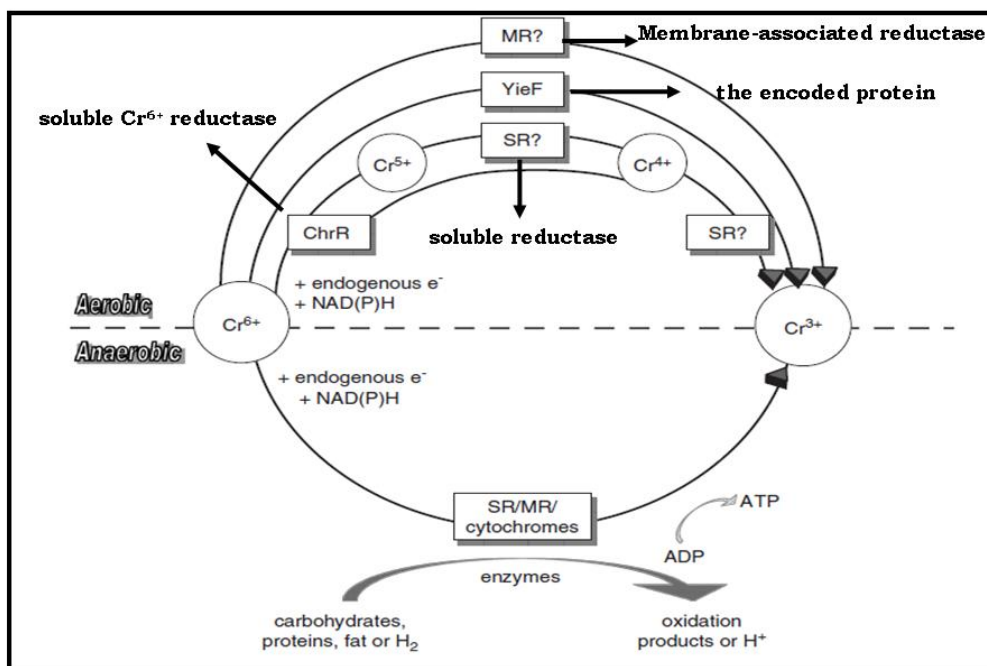 MR?
Membrane-associated reductase
YieF
the encoded protein
soluble Cr⁶⁺ reductase
SR?
Cr⁵⁺
Cr⁴⁺
ChrR
soluble reductase
SR?
+ endogenous e⁻
+ NAD(P)H
Aerobic
Cr⁶⁺
Cr³⁺
Anaerobic
+ endogenous e⁻
+ NAD(P)H
SR/MR/
cytochromes
ATP
ADP
enzymes
carbohydrates,
proteins, fat or H₂
oxidation
products or H⁺